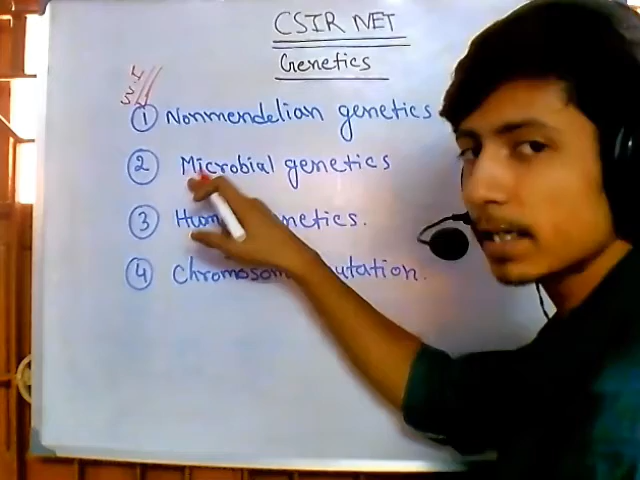 CSIR NET
Genetics
① Nonmendelian genetics
② Microbial genetics
③ Hum netics.
④ Chromosom utation.